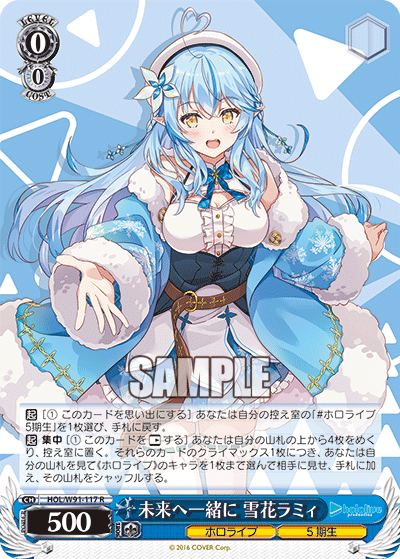 LEVEL
0
0
COST
SAMPLE
起 [① このカードを思い出にする] あなたは自分の控え室の「#ホロライブ
5期生」を1枚選び、手札に戻す。
起 集中 [① このカードをする] あなたは自分の山札の上から4枚をめく
り、控え室に置く。それらのカードのクライマックス1枚につき、あなたは自
分の山札を見て《ホロライブ》のキャラを1枚まで選んで相手に見せ、手札に加
え、その山札をシャッフルする。
CH HOL/W91-117 R
500
未来へ一緒に 雪花ラミィ
hololive
production
ホロライブ
5期生
©2016 COVER Corp.